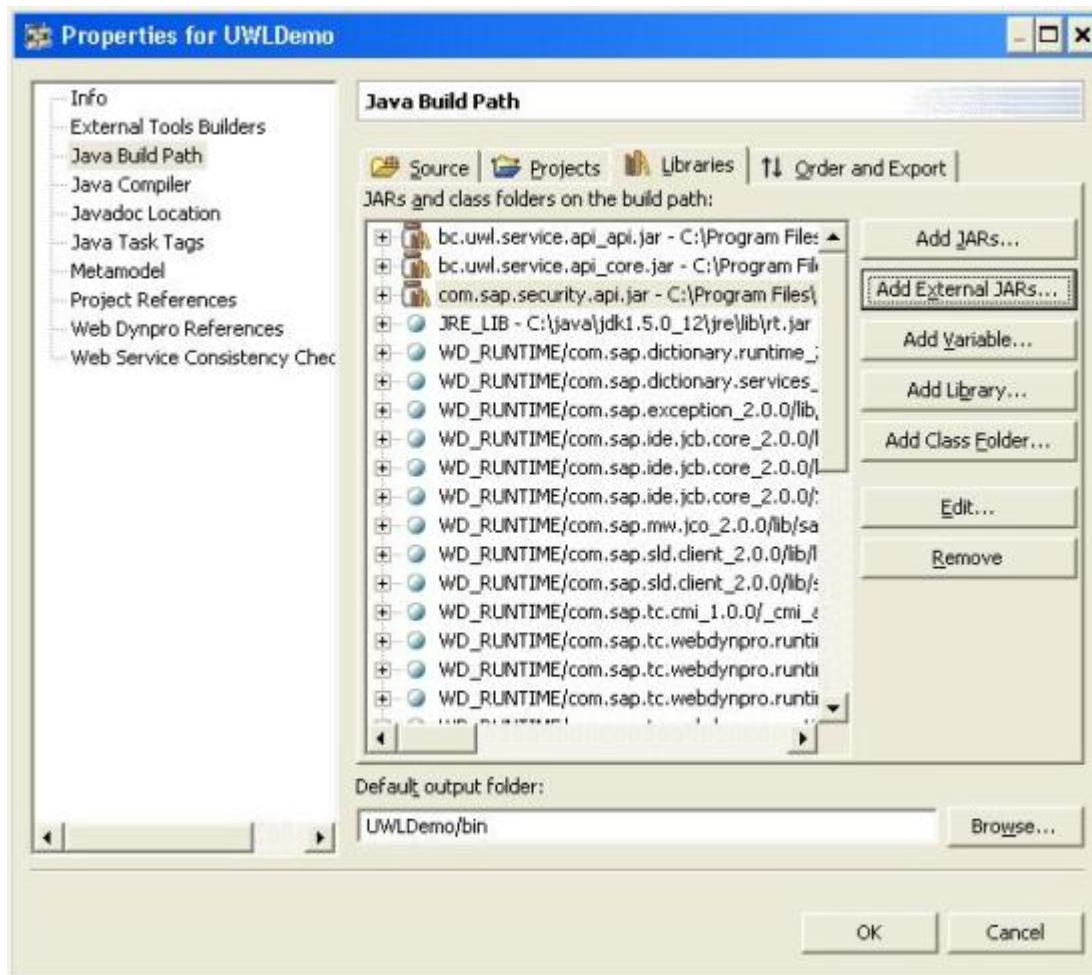 Properties for UWLDemo
Info
External Tools Builders
Java Build Path
Java Compiler
Javadoc Location
Java Task Tags
Metamodel
Project References
Web Dynpro References
Web Service Consistency Chec
Java Build Path
Source
Projects
Libraries
Order and Export
JARs and class folders on the build path:
bc.uwl.service.api_api.jar - C:\Program Files
bc.uwl.service.api_core.jar - C:\Program Fil
com.sap.security.api.jar - C:\Program Files\
JRE_LIB - C:\java\jdk1.5.0_12\jre\lib\rt.jar
WD_RUNTIME/com.sap.dictionary.runtime_
WD_RUNTIME/com.sap.dictionary.services_
WD_RUNTIME/com.sap.exception_2.0.0/lib
WD_RUNTIME/com.sap.ide.jcb.core_2.0.0/l
WD_RUNTIME/com.sap.ide.jcb.core_2.0.0/l
WD_RUNTIME/com.sap.ide.jcb.core_2.0.0/
WD_RUNTIME/com.sap.mw.jco_2.0.0/lib/sa
WD_RUNTIME/com.sap.sld.client_2.0.0/lib/l
WD_RUNTIME/com.sap.sld.client_2.0.0/lib/s
WD_RUNTIME/com.sap.tc.cmi_1.0.0/_cmi_a
WD_RUNTIME/com.sap.tc.webdynpro.runti
WD_RUNTIME/com.sap.tc.webdynpro.runti
WD_RUNTIME/com.sap.tc.webdynpro.runti
Add JARs...
Add External JARs...
Add Variable...
Add Library...
Add Class Folder...
Edit...
Remove
Default output folder:
UWLDemo/bin
Browse...
OK
Cancel